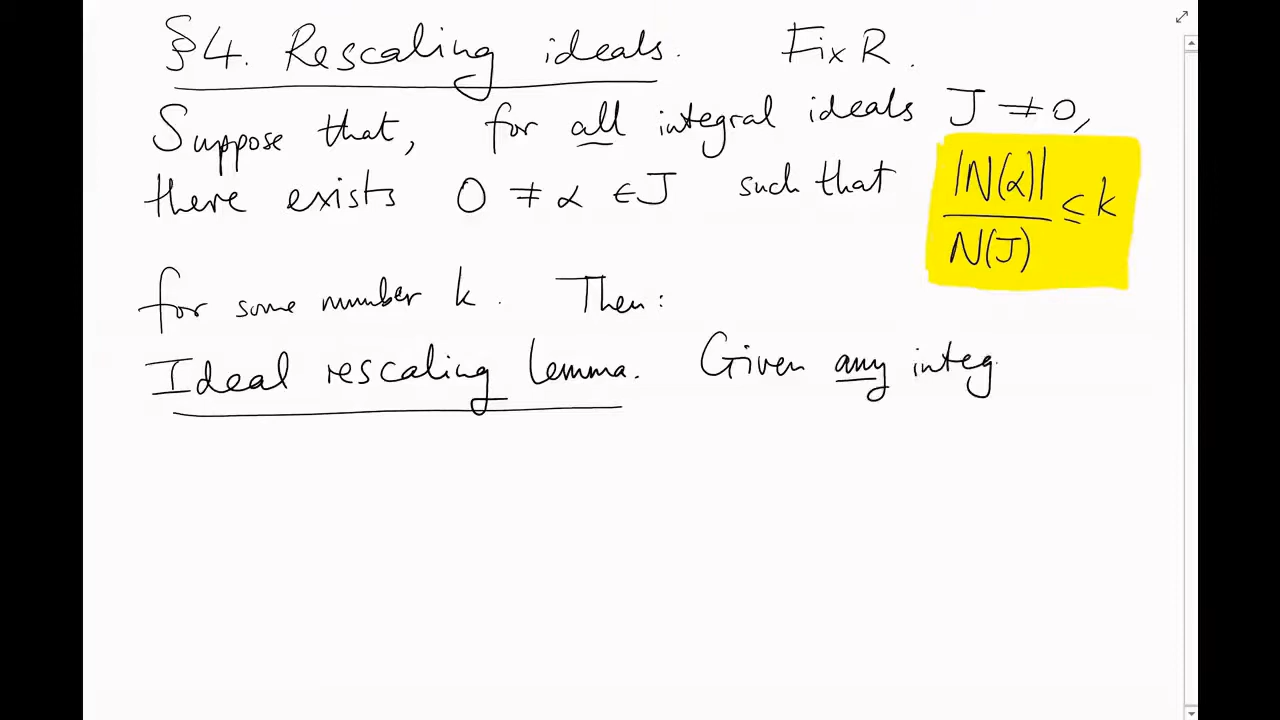 §4. Rescaling ideals. Fix R.
Suppose that, for all integral ideals J ≠ 0,
there exists 0 ≠ α ∈ J such that |N(α)| / N(J) ≤ k
for some number k. Then:
Ideal rescaling lemma. Given any integ